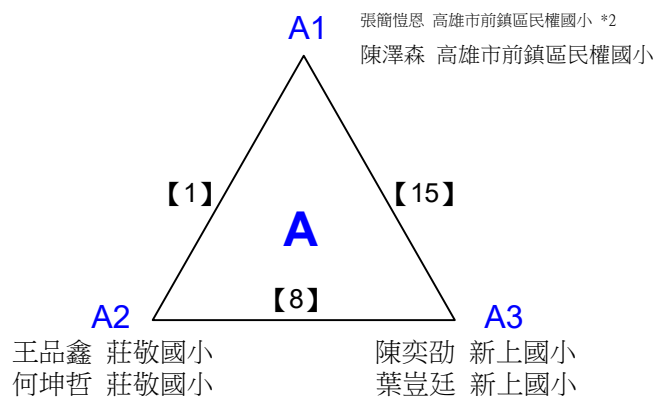 A1
張簡愷恩 高雄市前鎮區民權國小 *2
陳澤森 高雄市前鎮區民權國小
【1】
【15】
A
【8】
A2
A3
王品鑫 莊敬國小
何坤哲 莊敬國小
陳奕劭 新上國小
葉豈廷 新上國小